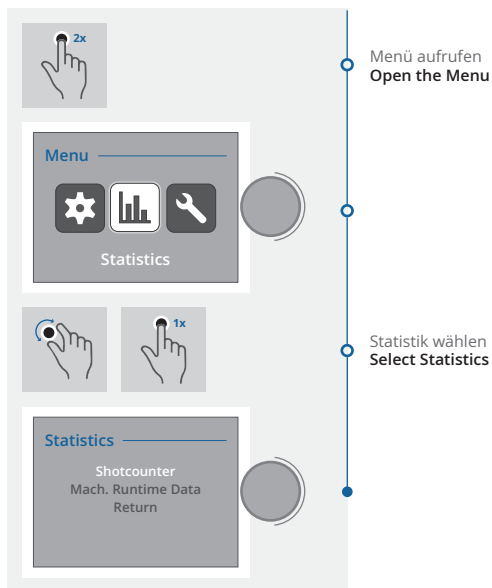 2x
Menü aufrufen
Open the Menu
Menu
Statistics
1x
Statistik wählen
Select Statistics
Statistics
Shotcounter
Mach. Runtime Data
Return